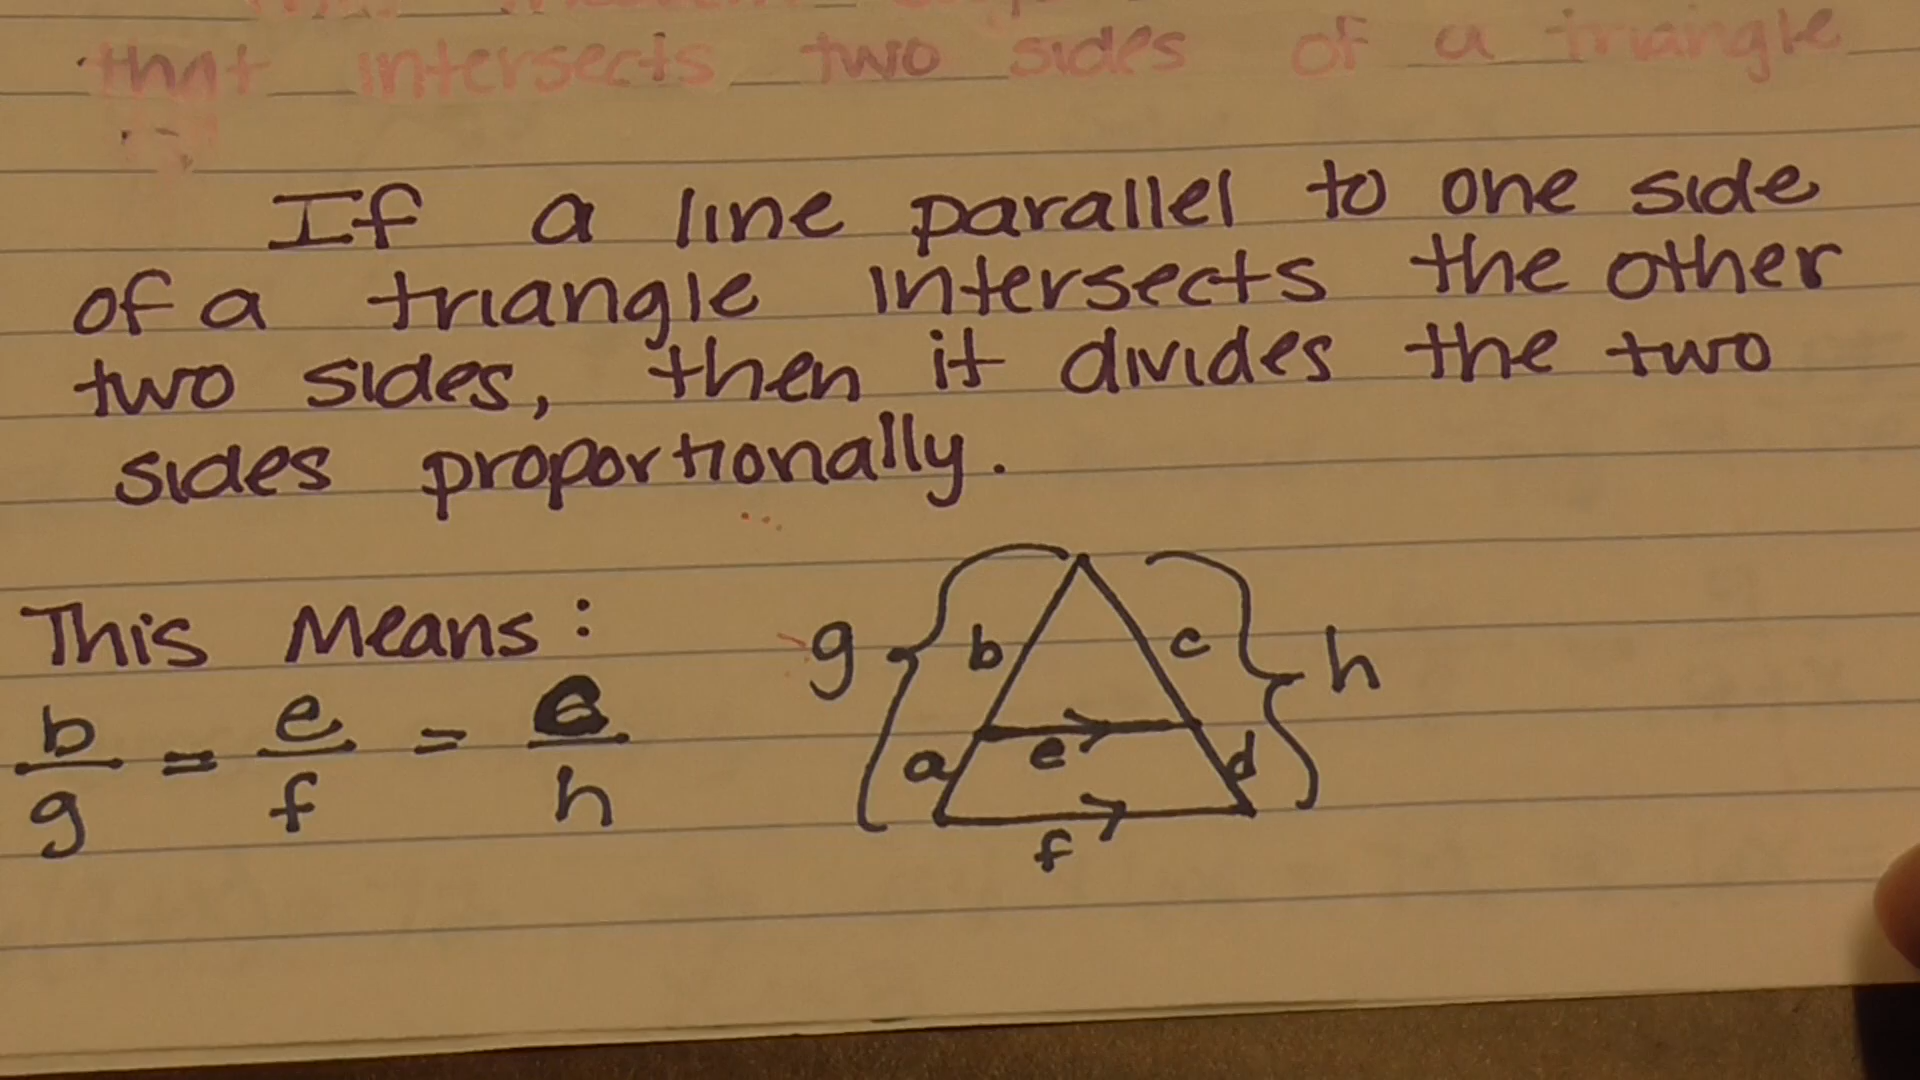 that intersects two sides of a triangle
If a line parallel to one side
of a triangle intersects the other
two sides, then it divides the two
sides proportionally.
This Means:
b/g = e/f = c/h
g b c h
a e d
f